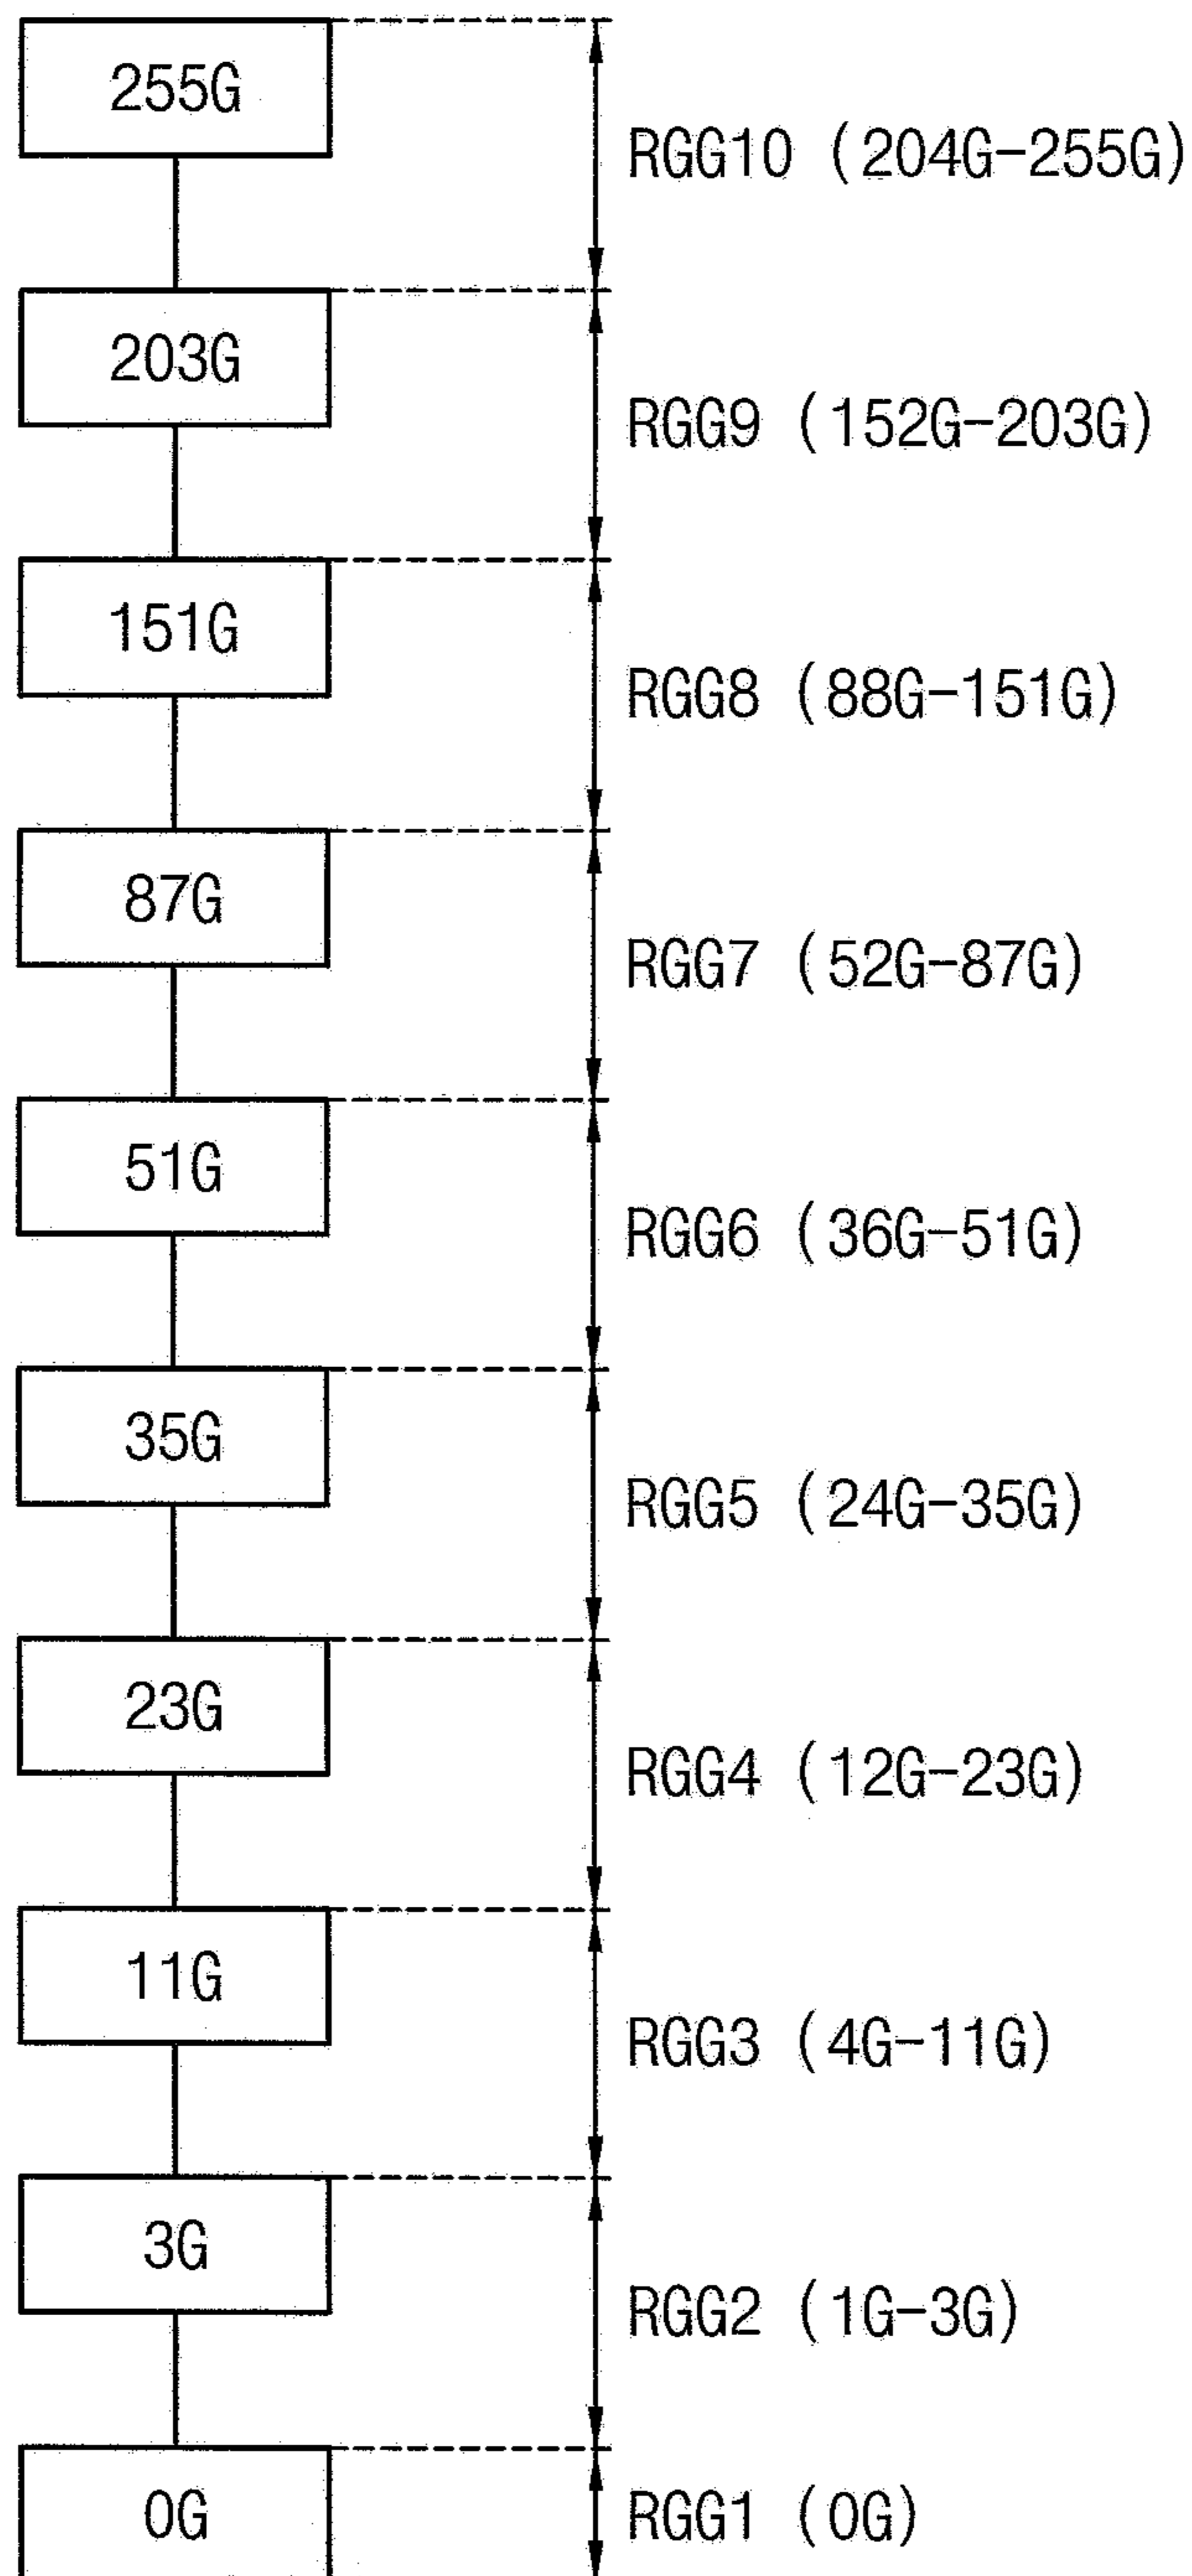 255G
RGG10 (204G-255G)
203G
RGG9 (152G-203G)
151G
RGG8 (88G-151G)
87G
RGG7 (52G-87G)
51G
RGG6 (36G-51G)
35G
RGG5 (24G-35G)
23G
RGG4 (12G-23G)
11G
RGG3 (4G-11G)
3G
RGG2 (1G-3G)
0G
RGG1 (0G)